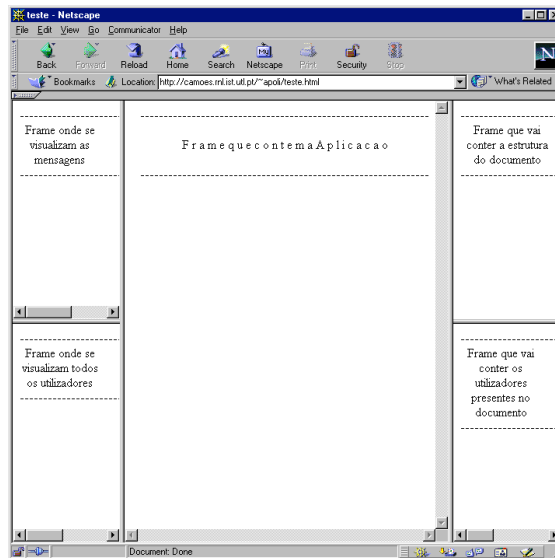 teste - Netscape
File Edit View Go Communicator Help
Back Forward Reload Home Search Netscape Print Security Stop
Bookmarks Location: http://camoes.rnl.ist.utl.pt/~apoli/teste.html What's Related
Frame onde se
visualizam as
mensagens
F r a m e q u e c o n t e m a A p l i c a c a o
Frame que vai
conter a estrutura
do documento
Frame onde se
visualizam todos
os utilizadores
Frame que vai
conter os
utilizadores
presentes no
documento
Document: Done